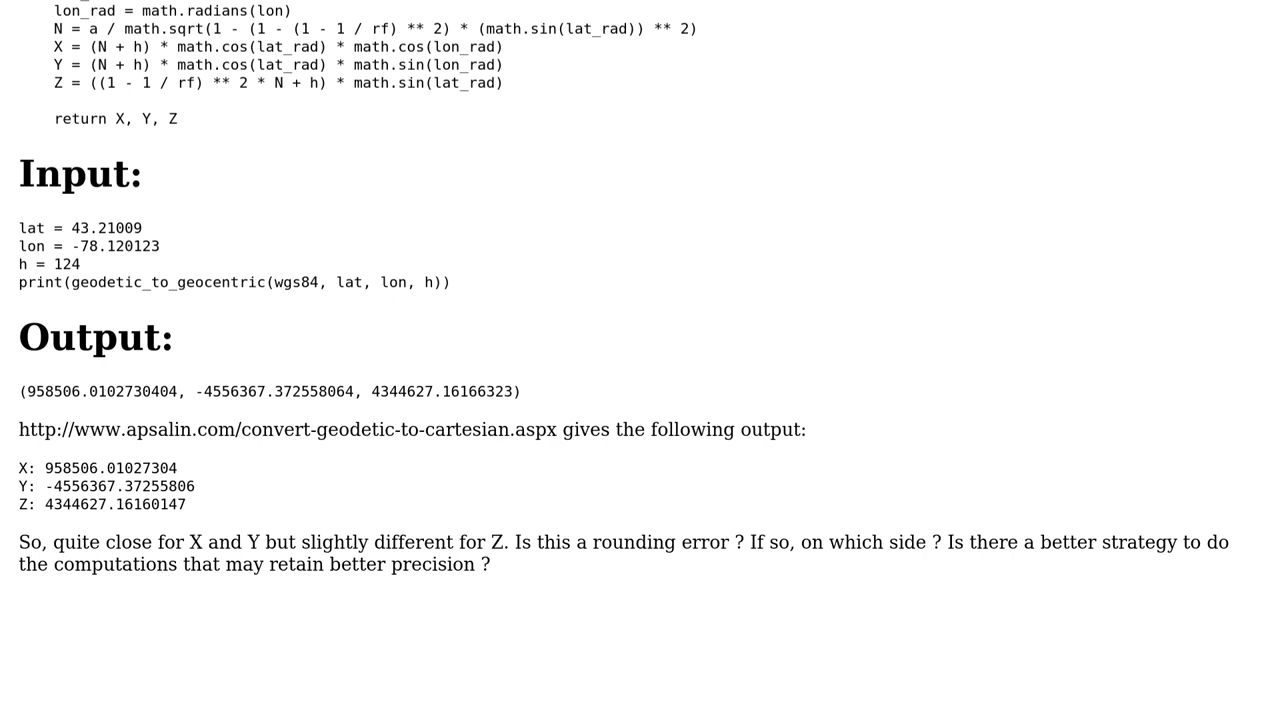 lon_rad = math.radians(lon)
N = a / math.sqrt(1 - (1 - (1 - 1 / rf) ** 2) * (math.sin(lat_rad)) ** 2)
X = (N + h) * math.cos(lat_rad) * math.cos(lon_rad)
Y = (N + h) * math.cos(lat_rad) * math.sin(lon_rad)
Z = ((1 - 1 / rf) ** 2 * N + h) * math.sin(lat_rad)
return X, Y, Z
Input:
lat = 43.21009
lon = -78.120123
h = 124
print(geodetic_to_geocentric(wgs84, lat, lon, h))
Output:
(958506.0102730404, -4556367.372558064, 4344627.16166323)
http://www.apsalin.com/convert-geodetic-to-cartesian.aspx gives the following output:
X: 958506.01027304
Y: -4556367.37255806
Z: 4344627.16160147
So, quite close for X and Y but slightly different for Z. Is this a rounding error ? If so, on which side ? Is there a better strategy to do
the computations that may retain better precision ?